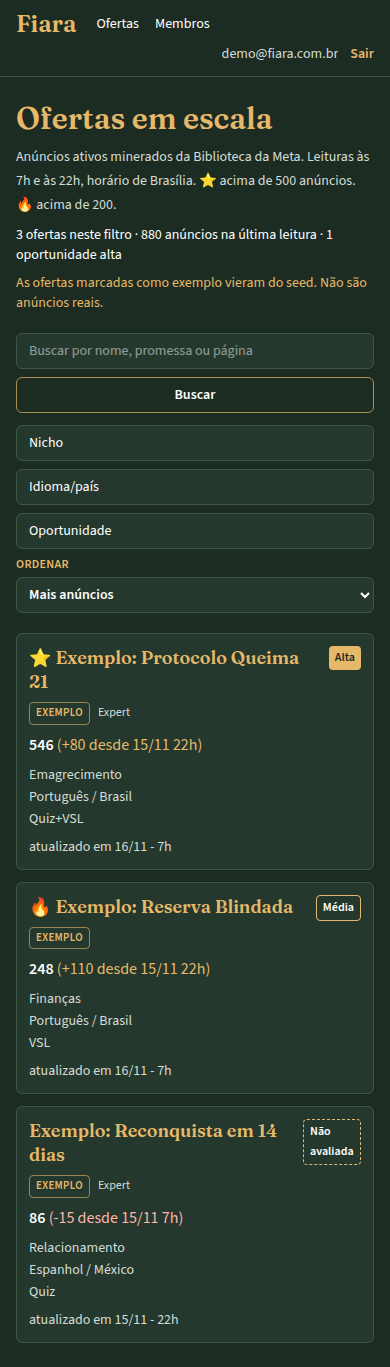 Fiara Ofertas Membros
demo@fiara.com.br Sair
Ofertas em escala
Anúncios ativos minerados da Biblioteca da Meta. Leituras às
7h e às 22h, horário de Brasília. ⭐ acima de 500 anúncios.
🔥 acima de 200.
3 ofertas neste filtro · 880 anúncios na última leitura · 1
oportunidade alta
As ofertas marcadas como exemplo vieram do seed. Não são
anúncios reais.
Buscar por nome, promessa ou página
Buscar
Nicho
Idioma/país
Oportunidade
ORDENAR
Mais anúncios
⭐ Exemplo: Protocolo Queima
21
Alta
EXEMPLO Expert
546 (+80 desde 15/11 22h)
Emagrecimento
Português / Brasil
Quiz+VSL
atualizado em 16/11 - 7h
🔥 Exemplo: Reserva Blindada
Média
EXEMPLO
248 (+110 desde 15/11 22h)
Finanças
Português / Brasil
VSL
atualizado em 16/11 - 7h
Exemplo: Reconquista em 14
dias
Não
avaliada
EXEMPLO Expert
86 (-15 desde 15/11 7h)
Relacionamento
Espanhol / México
Quiz
atualizado em 15/11 - 22h